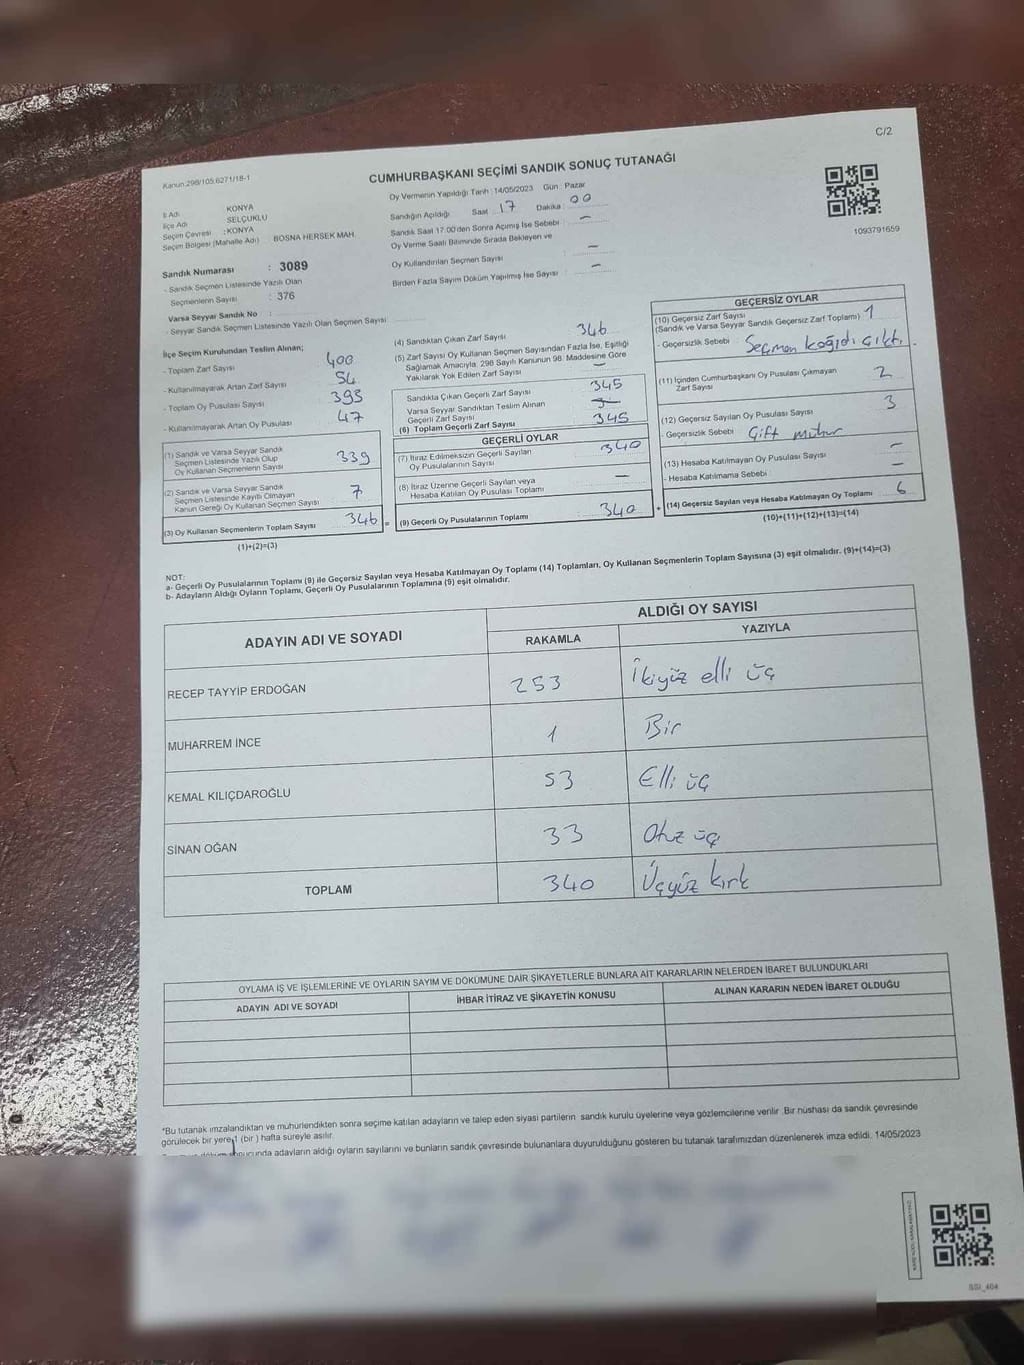 C/2
Kanun:298/105;6271/18-1
CUMHURBAŞKANI SEÇİMİ SANDIK SONUÇ TUTANAĞI
Oy Vermenin Yapıldığı Tarih :14/05/2023 Gün : Pazar
İl Adı : KONYA
İlçe Adı : SELÇUKLU
Seçim Çevresi : KONYA
Seçim Bölgesi (Mahalle Adı) : BOSNA HERSEK MAH.
Sandığın Açıldığı Saat 17 Dakika 00
Sandık Saat 17.00'den Sonra Açımış İse Sebebi : -
Oy Verme Saati Bitiminde Sırada Bekleyen ve
Oy Kullandırılan Seçmen Sayısı : -
Birden Fazla Sayım Döküm Yapılmış İse Sayısı : -
1093791659
Sandık Numarası : 3089
- Sandık Seçmen Listesinde Yazılı Olan
Seçmenlerin Sayısı : 376
Varsa Seyyar Sandık No :
- Seyyar Sandık Seçmen Listesinde Yazılı Olan Seçmen Sayısı :
İlçe Seçim Kurulundan Teslim Alınan;
- Toplam Zarf Sayısı 400
- Kullanılmayarak Artan Zarf Sayısı 54
- Toplam Oy Pusulası Sayısı 393
- Kullanılmayarak Artan Oy Pusulası 47
(1) Sandık ve Varsa Seyyar Sandık
Seçmen Listesinde Yazılı Olup
Oy Kullanan Seçmenlerin Sayısı 339
(2) Sandık ve Varsa Seyyar Sandık
Seçmen Listesinde Kayıtlı Olmayan
Kanun Gereği Oy Kullanan Seçmen Sayısı 7
(3) Oy Kullanan Seçmenlerin Toplam Sayısı 346 =
(1)+(2)=(3)
(4) Sandıktan Çıkan Zarf Sayısı 346
(5) Zarf Sayısı Oy Kullanan Seçmen Sayısından Fazla İse, Eşitliği
Sağlamak Amacıyla, 298 Sayılı Kanunun 98. Maddesine Göre
Yakılarak Yok Edilen Zarf Sayısı -
Sandıkta Çıkan Geçerli Zarf Sayısı 345
Varsa Seyyar Sandıktan Teslim Alınan
Geçerli Zarf Sayısı
(6) Toplam Geçerli Zarf Sayısı 345
GEÇERLİ OYLAR
(7) İtiraz Edilmeksizin Geçerli Sayılan
Oy Pusulalarının Sayısı 340
(8) İtiraz Üzerine Geçerli Sayılan veya
Hesaba Katılan Oy Pusulası Toplamı -
(9) Geçerli Oy Pusulalarının Toplamı 340 +
GEÇERSİZ OYLAR
(10) Geçersiz Zarf Sayısı
(Sandık ve Varsa Seyyar Sandık Geçersiz Zarf Toplamı) 1
- Geçersizlik Sebebi : Seçmen kağıdı çıktı.
(11) İçinden Cumhurbaşkanı Oy Pusulası Çıkmayan
Zarf Sayısı 2
(12) Geçersiz Sayılan Oy Pusulası Sayısı 3
- Geçersizlik Sebebi : Çift mühür
(13) Hesaba Katılmayan Oy Pusulası Sayısı -
- Hesaba Katılmama Sebebi : -
(14) Geçersiz Sayılan veya Hesaba Katılmayan Oy Toplamı 6
(10)+(11)+(12)+(13)=(14)
NOT:
a- Geçerli Oy Pusulalarının Toplamı (9) ile Geçersiz Sayılan veya Hesaba Katılmayan Oy Toplamı (14) Toplamları, Oy Kullanan Seçmenlerin Toplam Sayısına (3) eşit olmalıdır. (9)+(14)=(3)
b- Adayların Aldığı Oyların Toplamı, Geçerli Oy Pusulalarının Toplamına (9) eşit olmalıdır.
ADAYIN ADI VE SOYADI ALDIĞI OY SAYISI
RAKAMLA YAZIYLA
RECEP TAYYİP ERDOĞAN 253 İkiyüz elli üç
MUHARREM İNCE 1 Bir
KEMAL KILIÇDAROĞLU 53 Elli üç
SİNAN OĞAN 33 Otuz üç
TOPLAM 340 Üçyüz kırk
OYLAMA İŞ VE İŞLEMLERİNE VE OYLARIN SAYIM VE DÖKÜMÜNE DAİR ŞİKAYETLERLE BUNLARA AİT KARARLARIN NELERDEN İBARET BULUNDUKLARI
ADAYIN ADI VE SOYADI İHBAR İTİRAZ VE ŞİKAYETİN KONUSU ALINAN KARARIN NEDEN İBARET OLDUĞU
*Bu tutanak imzalandıktan ve mühürlendikten sonra seçime katılan adayların ve talep eden siyasi partilerin sandık kurulu üyelerine veya gözlemcilerine verilir .Bir nüshası da sandık çevresinde
görülecek bir yere 1 (bir ) hafta süreyle asılır.
sonucunda adayların aldığı oyların sayılarını ve bunların sandık çevresinde bulunanlara duyurulduğunu gösteren bu tutanak tarafımızdan düzenlenerek imza edildi. 14/05/2023